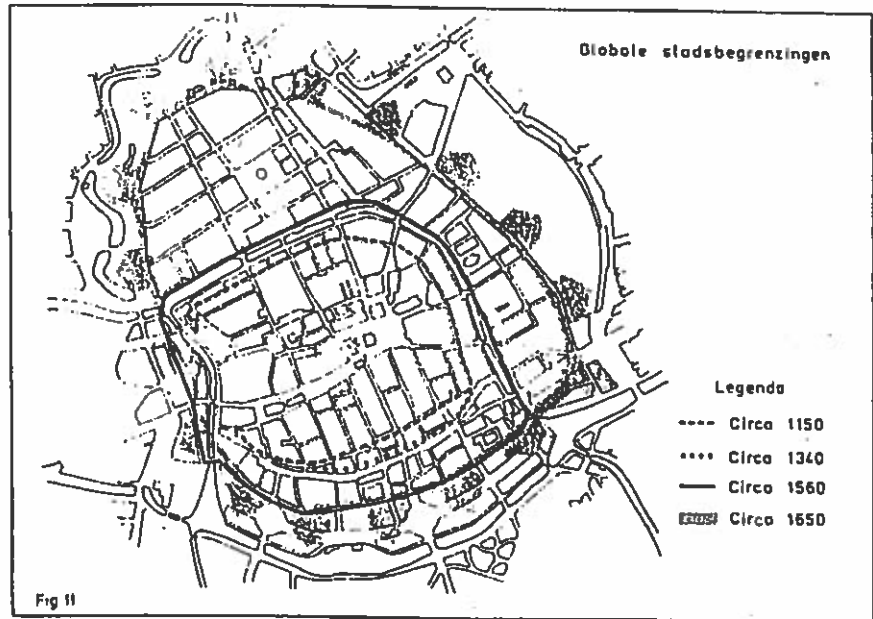 Globale stadsbegrenzingen
Legenda
Circa 1150
Circa 1340
Circa 1560
Circa 1650
Fig 11